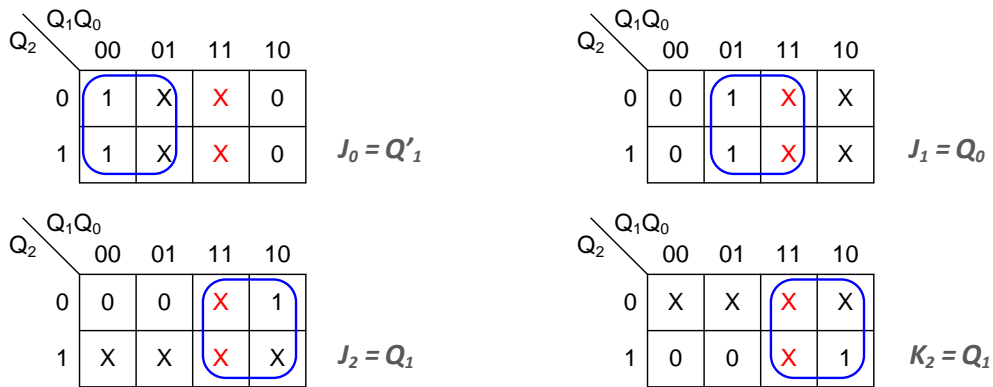 Q₁Q₀
Q₂ 00 01 11 10
0 1 X X 0
1 1 X X 0
J₀ = Q'₁
Q₁Q₀
Q₂ 00 01 11 10
0 0 1 X X
1 0 1 X X
J₁ = Q₀
Q₁Q₀
Q₂ 00 01 11 10
0 0 0 X 1
1 X X X X
J₂ = Q₁
Q₁Q₀
Q₂ 00 01 11 10
0 X X X X
1 0 0 X 1
K₂ = Q₁